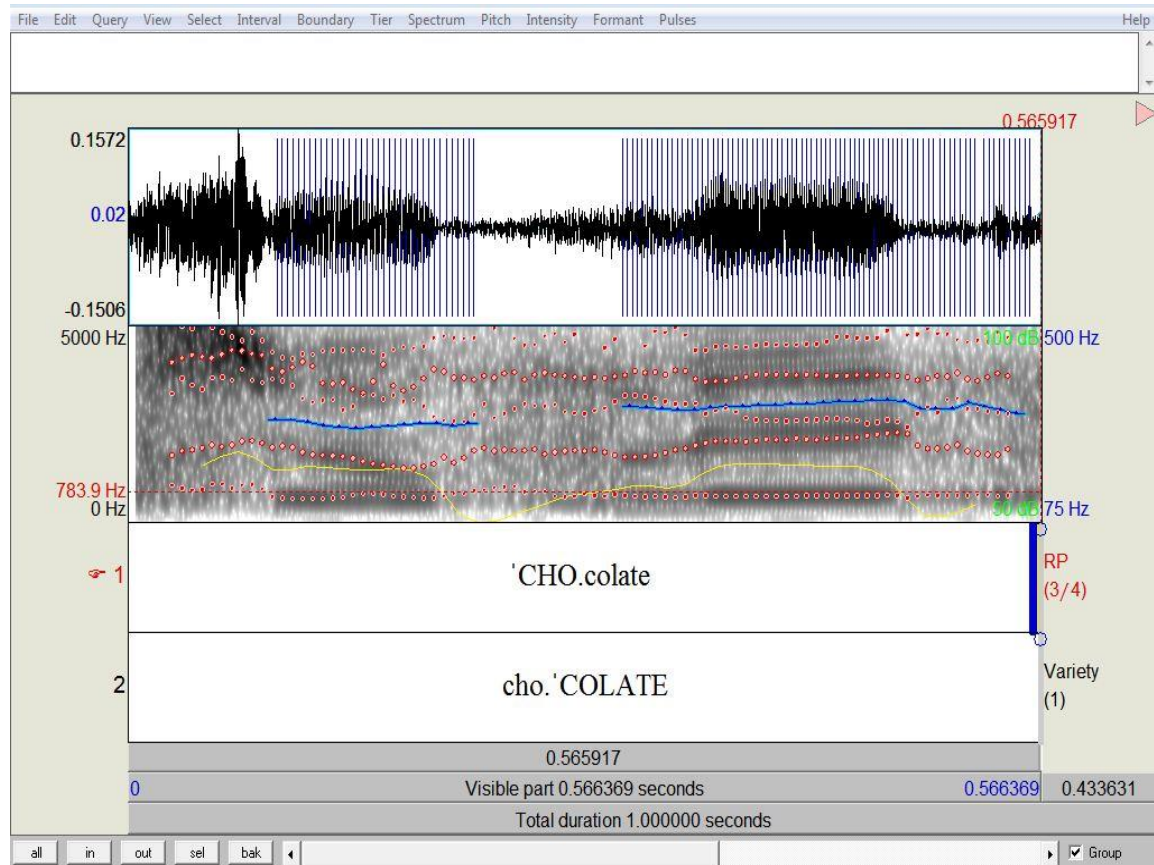 File Edit Query View Select Interval Boundary Tier Spectrum Pitch Intensity Formant Pulses Help
0.565917
0.1572
0.02
-0.1506
5000 Hz 100 dB 500 Hz
783.9 Hz
0 Hz 50 dB 75 Hz
☞ 1 ˈCHO.colate RP
(3/4)
2 cho.ˈCOLATE Variety
(1)
0.565917
0 Visible part 0.566369 seconds 0.566369 0.433631
Total duration 1.000000 seconds
all in out sel bak Group